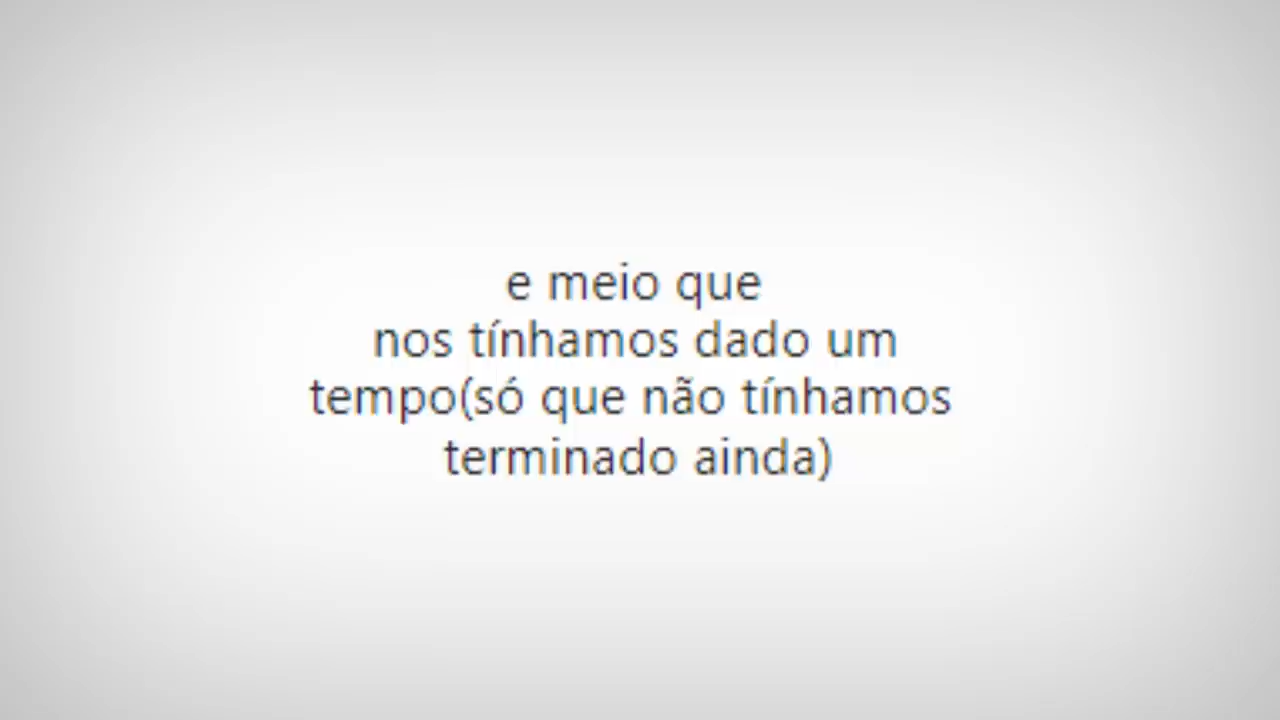 e meio que
nos tínhamos dado um
tempo(só que não tínhamos
terminado ainda)